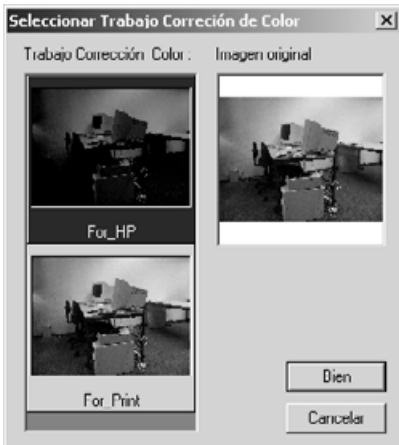 Seleccionar Trabajo Correción de Color
Trabajo Corrección Color:
Imagen original
For_HP
For_Print
Bien
Cancelar